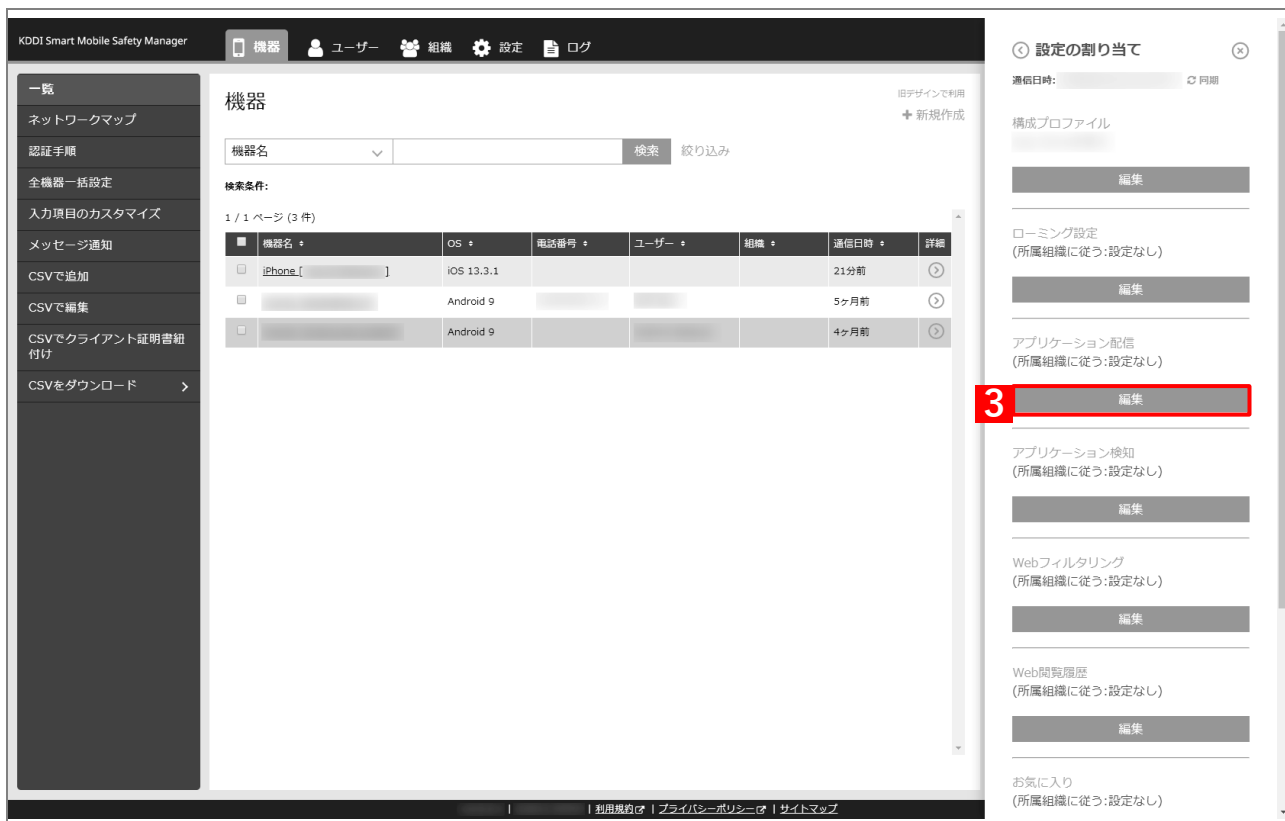 KDDI Smart Mobile Safety Manager
機器
ユーザー
組織
設定
ログ
一覧
ネットワークマップ
認証手順
全機器一括設定
入力項目のカスタマイズ
メッセージ通知
CSVで追加
CSVで編集
CSVでクライアント証明書紐
付け
CSVをダウンロード
機器
旧デザインで利用
新規作成
機器名
検索
絞り込み
検索条件:
1 / 1 ページ (3 件)
機器名 OS 電話番号 ユーザー 組織 通信日時 詳細
iPhone [ ] iOS 13.3.1 21分前
Android 9 5ヶ月前
Android 9 4ヶ月前
設定の割り当て
通信日時: 同期
構成プロファイル
編集
ローミング設定
(所属組織に従う:設定なし)
編集
アプリケーション配信
(所属組織に従う:設定なし)
3 編集
アプリケーション検知
(所属組織に従う:設定なし)
編集
Webフィルタリング
(所属組織に従う:設定なし)
編集
Web閲覧履歴
(所属組織に従う:設定なし)
編集
お気に入り
(所属組織に従う:設定なし)
| | 利用規約 | プライバシーポリシー | サイトマップ